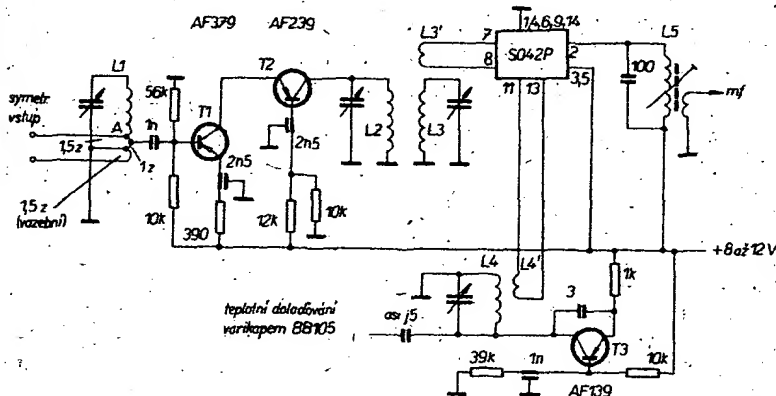 AF379 AF239
L1
T2
L3'
7
8
1,4,6,9,14
S042P
2
3,5
11 13
L5
100
mf
symetr.
vstup
A
1n
56k
T1
2n5
2n5
L2
L3
1,5z
1z
1,5 z
(vazební)
10k
390
12k
10k
+8 až 12 V
teplotní dolaďování
varikapem BB105
asi j5
L4
L4'
3
1k
T3
39k
1n
10k
AF139